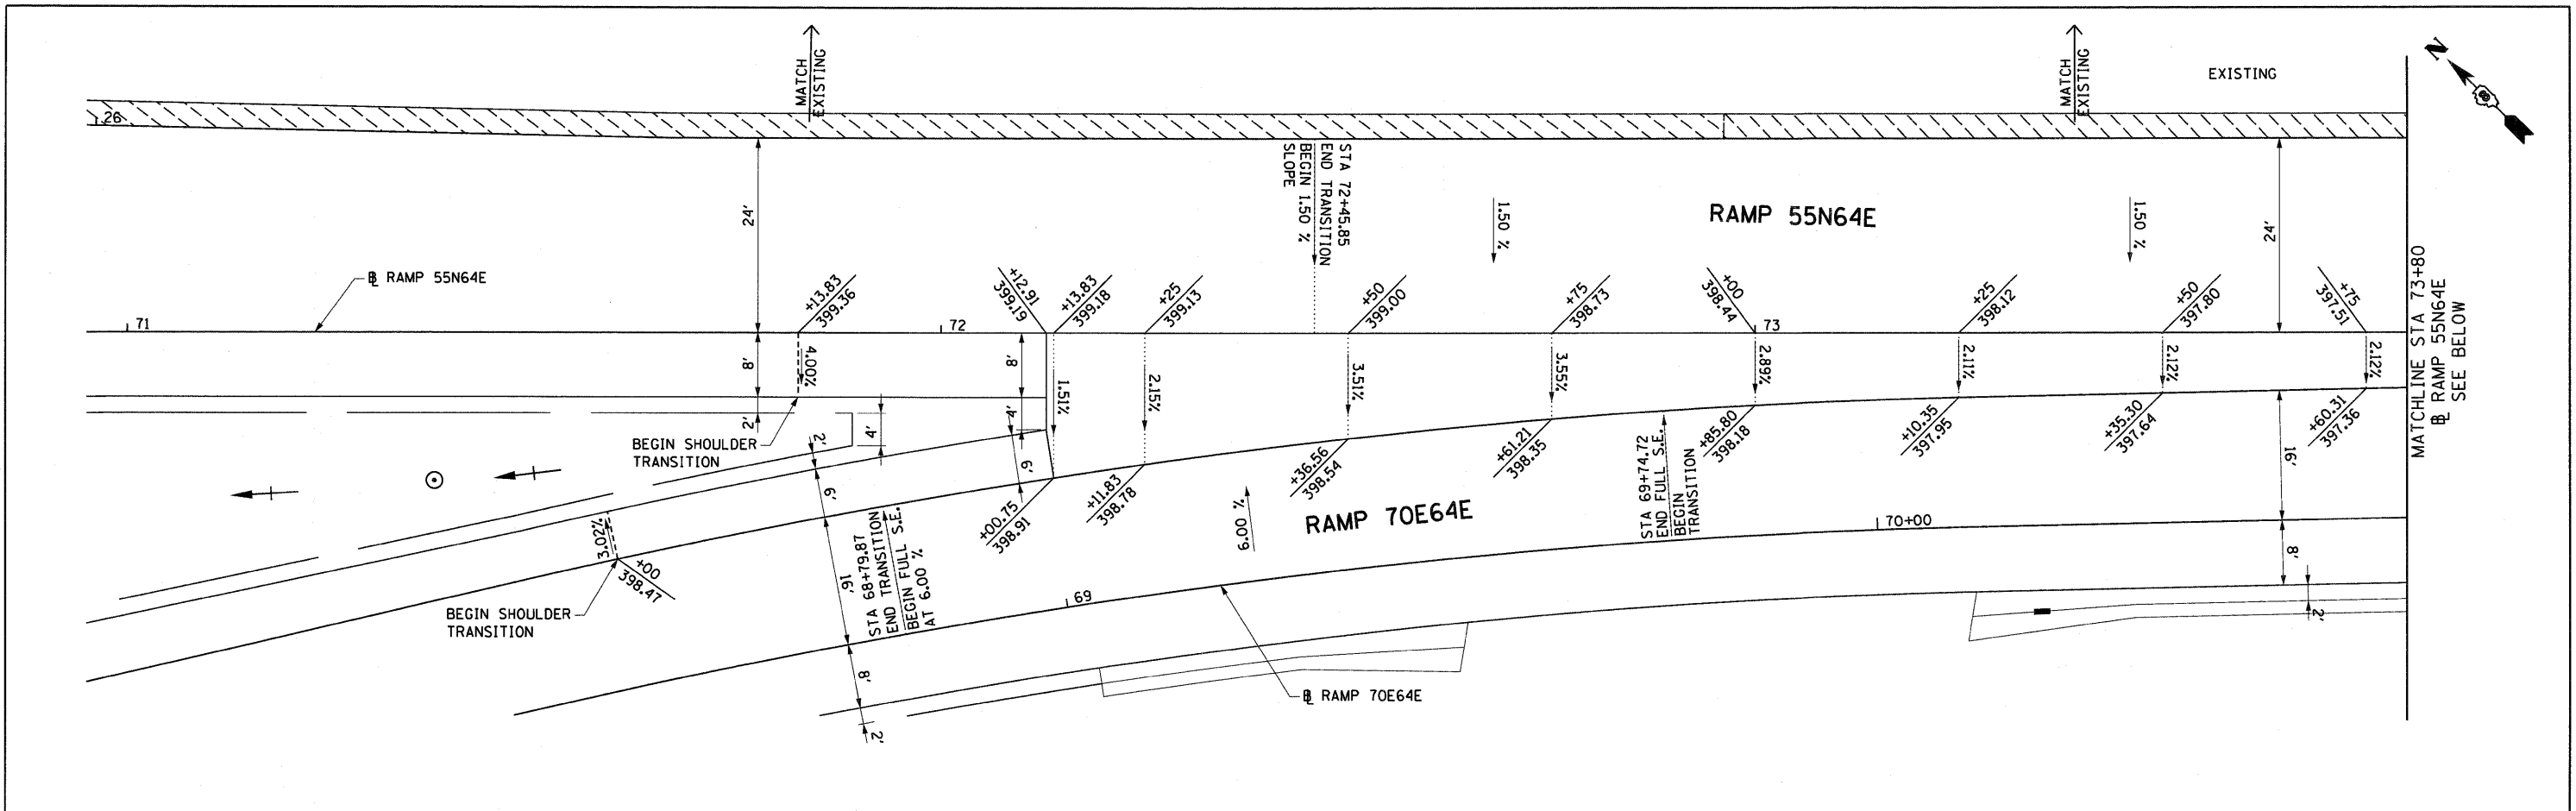 MATCH
EXISTING
MATCH
EXISTING
EXISTING
N
26
STA 72+45.85
END TRANSITION
BEGIN 1.50 %
SLOPE
1.50 %
RAMP 55N64E
1.50 %
24'
24'
MATCHLINE STA 73+80
℄ RAMP 55N64E
SEE BELOW
℄ RAMP 55N64E
+13.83
399.36
+12.91
399.19
+13.83
399.18
+25
399.13
+50
399.00
+75
398.73
+00
398.44
+25
398.12
+50
397.80
+75
397.51
71
72
73
8'
4.00%
8'
1.51%
2.15%
3.51%
3.55%
2.89%
2.11%
2.12%
2.12%
2'
4'
4'
BEGIN SHOULDER
TRANSITION
2'
6'
6'
+00.75
398.91
+11.83
398.78
+36.56
398.54
+61.21
398.35
+85.80
398.18
+10.35
397.95
+35.30
397.64
+60.31
397.36
STA 69+74.72
END FULL S.E.
BEGIN
TRANSITION
16'
6.00 %
RAMP 70E64E
70+00
3.02%
+00
398.47
BEGIN SHOULDER
TRANSITION
16'
STA 68+79.87
END TRANSITION
BEGIN FULL S.E.
AT 6.00 %
69
8'
2'
8'
2'
℄ RAMP 70E64E